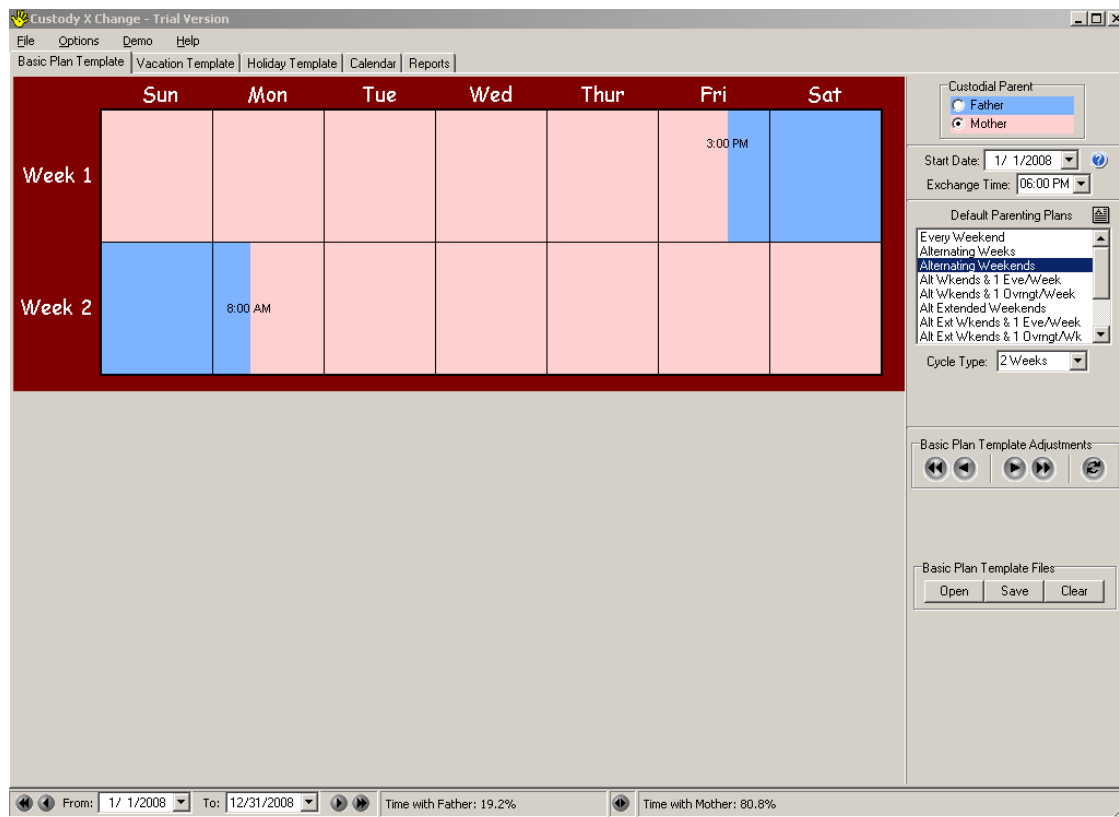 Custody X Change - Trial Version
File Options Demo Help
Basic Plan Template Vacation Template Holiday Template Calendar Reports
Sun Mon Tue Wed Thur Fri Sat
Week 1
3:00 PM
Week 2
8:00 AM
Custodial Parent
Father
Mother
Start Date: 1/ 1/2008
Exchange Time: 06:00 PM
Default Parenting Plans
Every Weekend
Alternating Weeks
Alternating Weekends
Alt Wkends & 1 Eve/Week
Alt Wkends & 1 Ovrngt/Week
Alt Extended Weekends
Alt Ext Wkends & 1 Eve/Week
Alt Ext Wkends & 1 Ovrngt/Wk
Cycle Type: 2 Weeks
Basic Plan Template Adjustments
Basic Plan Template Files
Open Save Clear
From: 1/ 1/2008 To: 12/31/2008 Time with Father: 19.2% Time with Mother: 80.8%